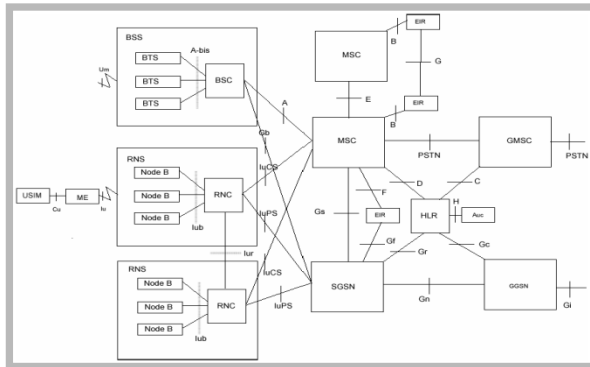 BSS
A-bis
Um
BTS
BTS
BTS
BSC
MSC
B
EIR
G
E
EIR
B
A
Gb
MSC
PSTN
GMSC
PSTN
RNS
Node B
Node B
Node B
RNC
Iub
USIM
Cu
ME
Iu
IuCS
IuPS
D
C
F
Gs
EIR
HLR
H
Auc
Gf
Gr
Gc
Iur
RNS
Node B
Node B
Node B
RNC
Iub
IuCS
IuPS
SGSN
Gn
GGSN
Gi